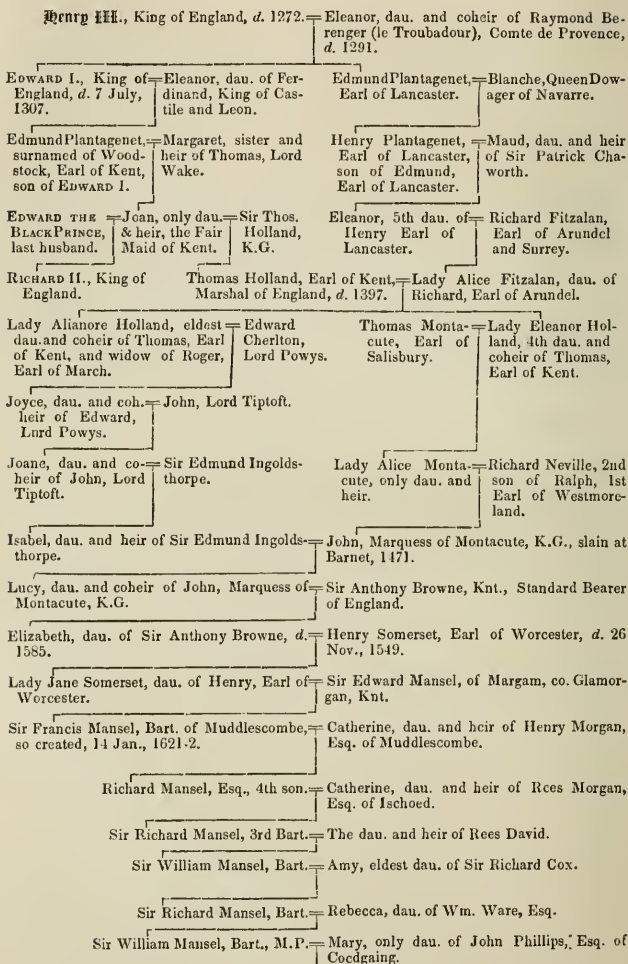 Henry III., King of England, d. 1272. = Eleanor, dau. and coheir of Raymond Be-
renger (le Troubadour), Comte de Provence,
d. 1291.
EDWARD I., King of
England, d. 7 July,
1307.
= Eleanor, dau. of Fer-
dinand, King of Cas-
tile and Leon.
Edmund Plantagenet,
Earl of Lancaster.
= Blanche, Queen Dow-
ager of Navarre.
Edmund Plantagenet,
surnamed of Wood-
stock, Earl of Kent,
son of EDWARD I.
= Margaret, sister and
heir of Thomas, Lord
Wake.
Henry Plantagenet,
Earl of Lancaster,
son of Edmund,
Earl of Lancaster.
= Maud, dau. and heir
of Sir Patrick Cha-
worth.
EDWARD THE
BLACK PRINCE,
last husband.
= Joan, only dau.
& heir, the Fair
Maid of Kent.
= Sir Thos.
Holland,
K.G.
Eleanor, 5th dau. of
Henry Earl of
Lancaster.
= Richard Fitzalan,
Earl of Arundel
and Surrey.
RICHARD II., King of
England.
Thomas Holland, Earl of Kent,
Marshal of England, d. 1397.
= Lady Alice Fitzalan, dau. of
Richard, Earl of Arundel.
Lady Alianore Holland, eldest
dau. and coheir of Thomas, Earl
of Kent, and widow of Roger,
Earl of March.
= Edward
Cherlton,
Lord Powys.
Thomas Monta-
cute, Earl of
Salisbury.
= Lady Eleanor Hol-
land, 4th dau. and
coheir of Thomas,
Earl of Kent.
Joyce, dau. and coh.
heir of Edward,
Lord Powys.
= John, Lord Tiptoft.
Joane, dau. and co-
heir of John, Lord
Tiptoft.
= Sir Edmund Ingolds-
thorpe.
Lady Alice Monta-
cute, only dau. and
heir.
= Richard Neville, 2nd
son of Ralph, 1st
Earl of Westmore-
land.
Isabel, dau. and heir of Sir Edmund Ingolds-
thorpe.
= John, Marquess of Montacute, K.G., slain at
Barnet, 1471.
Lucy, dau. and coheir of John, Marquess of
Montacute, K.G.
= Sir Anthony Browne, Knt., Standard Bearer
of England.
Elizabeth, dau. of Sir Anthony Browne, d.
1585.
= Henry Somerset, Earl of Worcester, d. 26
Nov., 1549.
Lady Jane Somerset, dau. of Henry, Earl of
Worcester.
= Sir Edward Mansel, of Margam, co. Glamor-
gan, Knt.
Sir Francis Mansel, Bart. of Muddlescombe,
so created, 14 Jan., 1621-2.
= Catherine, dau. and heir of Henry Morgan,
Esq. of Muddlescombe.
Richard Mansel, Esq., 4th son.
= Catherine, dau. and heir of Rees Morgan,
Esq. of Ischoed.
Sir Richard Mansel, 3rd Bart. = The dau. and heir of Rees David.
Sir William Mansel, Bart. = Amy, eldest dau. of Sir Richard Cox.
Sir Richard Mansel, Bart. = Rebecca, dau. of Wm. Ware, Esq.
Sir William Mansel, Bart., M.P. = Mary, only dau. of John Phillips, Esq. of
Coedgaing.